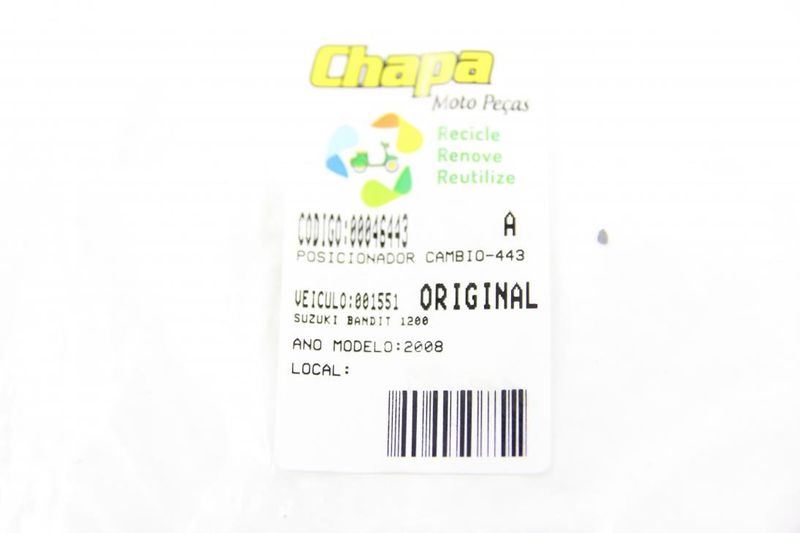 Chapa
Moto Peças
Recicle
Renove
Reutilize
CODIGO:00046443 A
POSICIONADOR CAMBIO-443
VEICULO:001551 ORIGINAL
SUZUKI BANDIT 1200
ANO MODELO:2008
LOCAL: